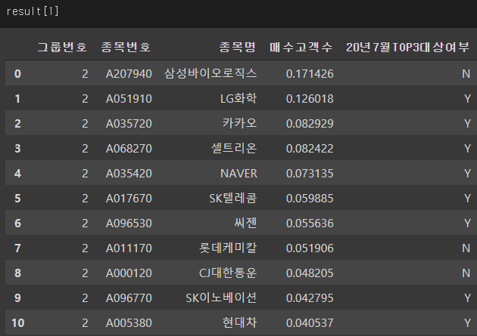 result[1]
그룹번호 종목번호 종목명 매수고객수 20년7월TOP3대상여부
0 2 A207940 삼성바이오로직스 0.171426 N
1 2 A051910 LG화학 0.126018 Y
2 2 A035720 카카오 0.082929 Y
3 2 A068270 셀트리온 0.082422 Y
4 2 A035420 NAVER 0.073135 Y
5 2 A017670 SK텔레콤 0.059885 Y
6 2 A096530 씨젠 0.055636 Y
7 2 A011170 롯데케미칼 0.051906 N
8 2 A000120 CJ대한통운 0.048205 N
9 2 A096770 SK이노베이션 0.042795 Y
10 2 A005380 현대차 0.040537 Y